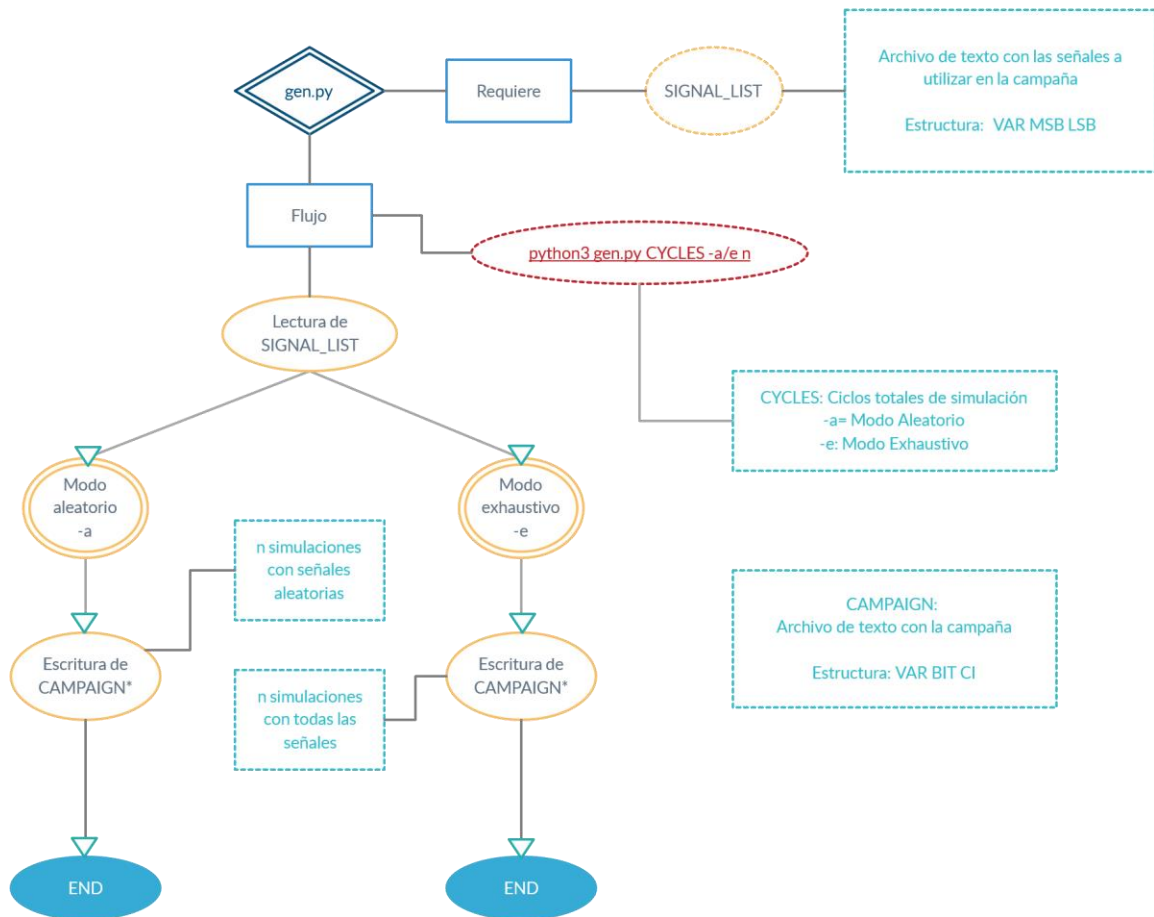 gen.py
Requiere
SIGNAL_LIST
Archivo de texto con las señales a
utilizar en la campaña
Estructura: VAR MSB LSB
Flujo
python3 gen.py CYCLES -a/e n
Lectura de
SIGNAL_LIST
CYCLES: Ciclos totales de simulación
-a= Modo Aleatorio
-e: Modo Exhaustivo
Modo
aleatorio
-a
Modo
exhaustivo
-e
n simulaciones
con señales
aleatorias
CAMPAIGN:
Archivo de texto con la campaña
Estructura: VAR BIT CI
Escritura de
CAMPAIGN*
Escritura de
CAMPAIGN*
n simulaciones
con todas las
señales
END
END